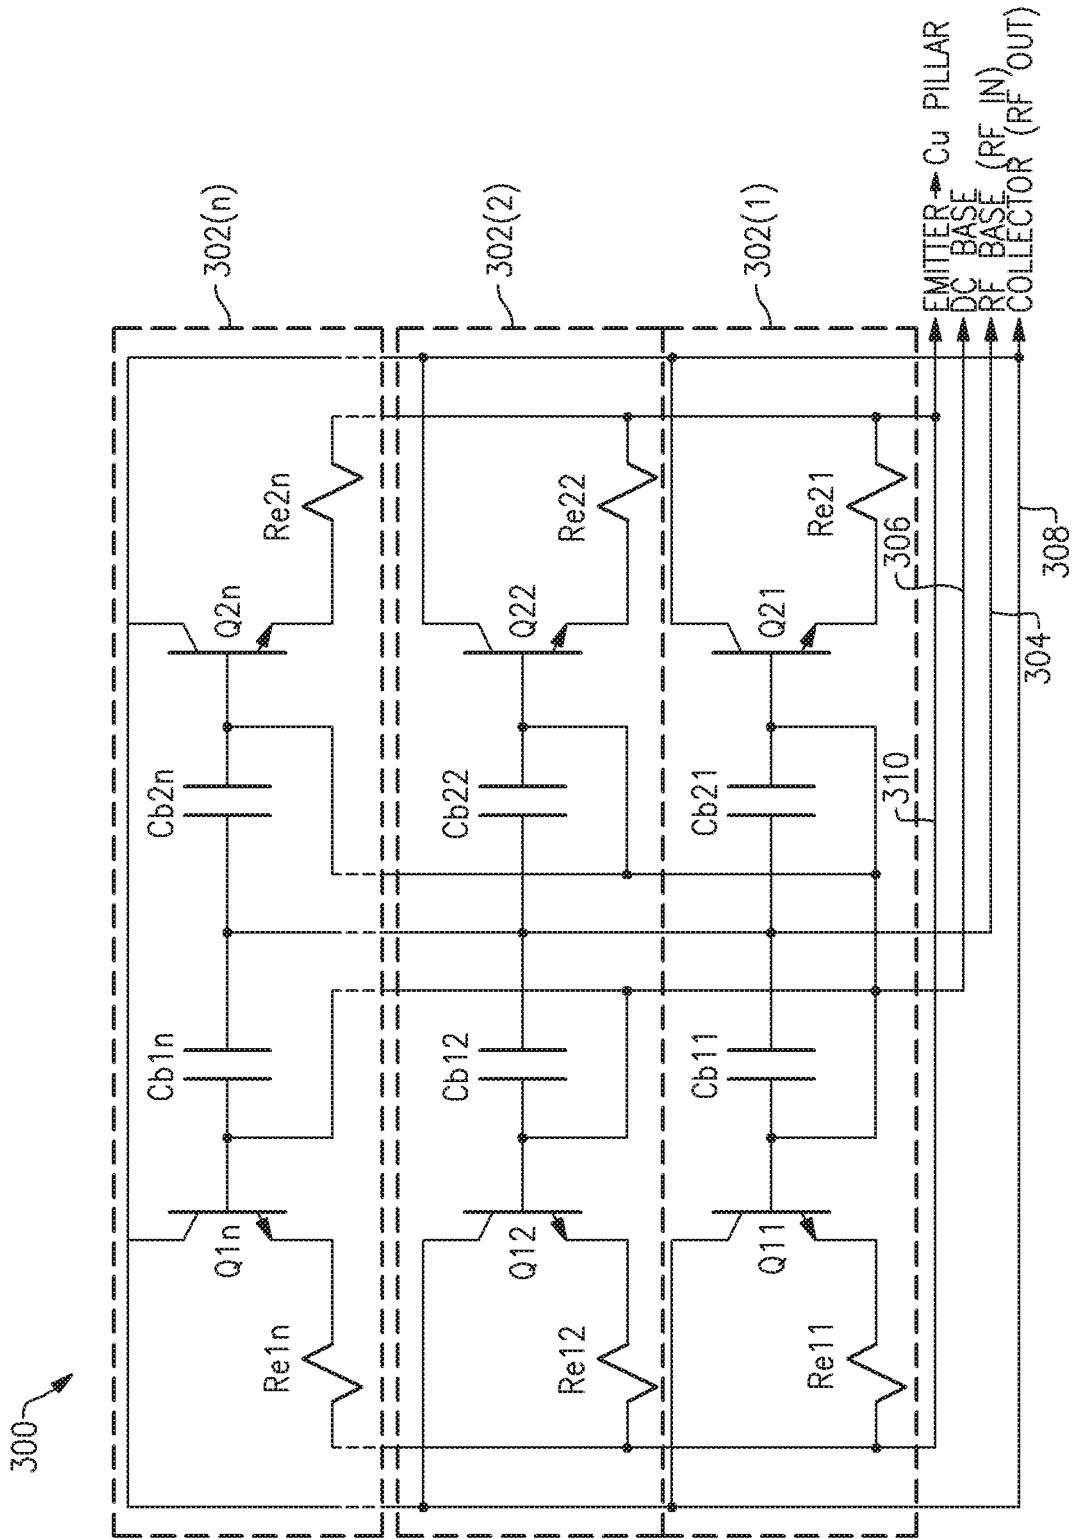 300
302(n)
302(2)
302(1)
Re1n
Q1n
Cb1n
Cb2n
Q2n
Re2n
Re12
Q12
Cb12
Cb22
Q22
Re22
Re11
Q11
Cb11
Cb21
Q21
Re21
310
306
304
308
EMITTER → Cu PILLAR
DC BASE
RF BASE (RF IN)
COLLECTOR (RF OUT)